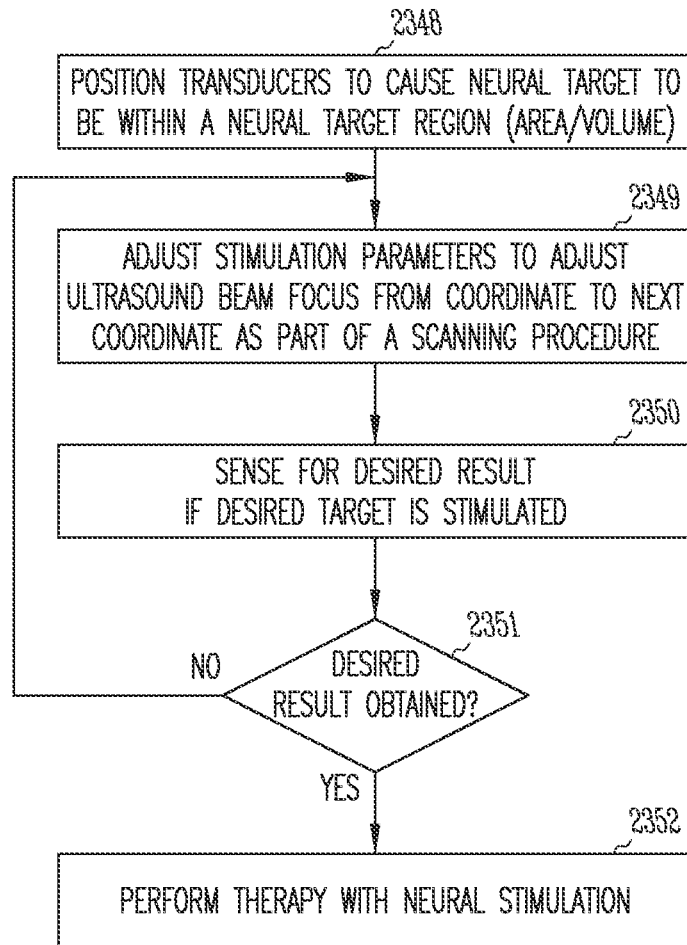 2348
POSITION TRANSDUCERS TO CAUSE NEURAL TARGET TO
BE WITHIN A NEURAL TARGET REGION (AREA/VOLUME)
2349
ADJUST STIMULATION PARAMETERS TO ADJUST
ULTRASOUND BEAM FOCUS FROM COORDINATE TO NEXT
COORDINATE AS PART OF A SCANNING PROCEDURE
2350
SENSE FOR DESIRED RESULT
IF DESIRED TARGET IS STIMULATED
2351
NO
DESIRED
RESULT OBTAINED?
YES
2352
PERFORM THERAPY WITH NEURAL STIMULATION